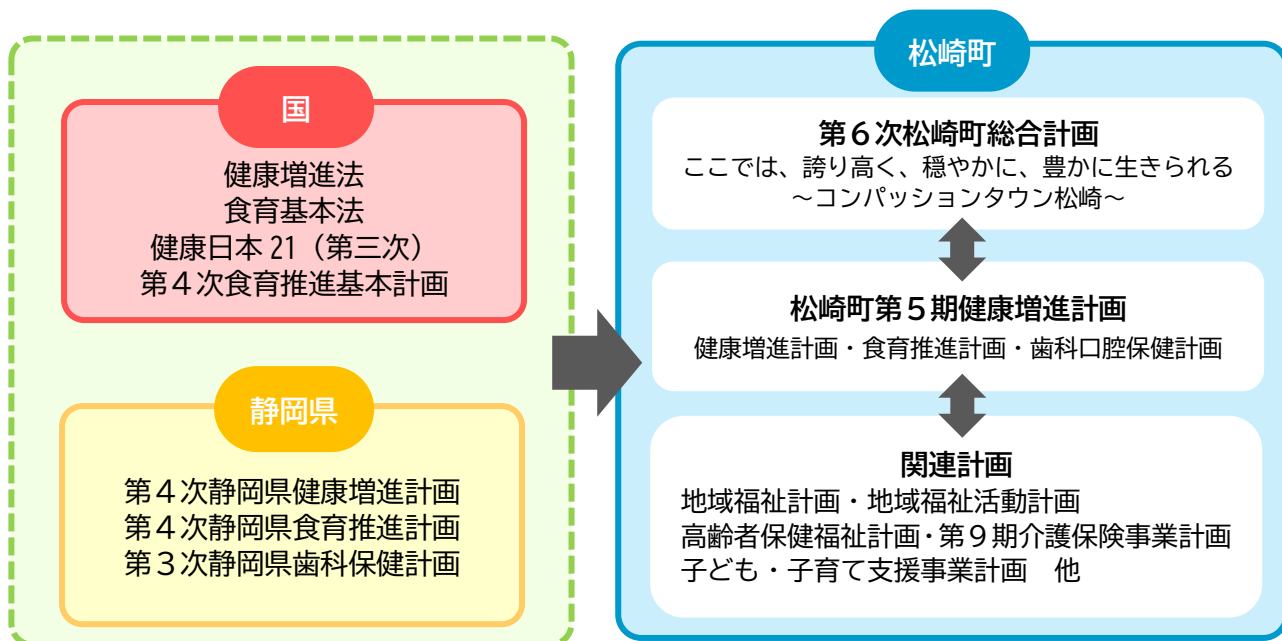 国
健康増進法
食育基本法
健康日本 21（第三次）
第４次食育推進基本計画
静岡県
第４次静岡県健康増進計画
第４次静岡県食育推進計画
第３次静岡県歯科保健計画
松崎町
第６次松崎町総合計画
ここでは、誇り高く、穏やかに、豊かに生きられる
～コンパッションタウン松崎～
松崎町第５期健康増進計画
健康増進計画・食育推進計画・歯科口腔保健計画
関連計画
地域福祉計画・地域福祉活動計画
高齢者保健福祉計画・第９期介護保険事業計画
子ども・子育て支援事業計画　他